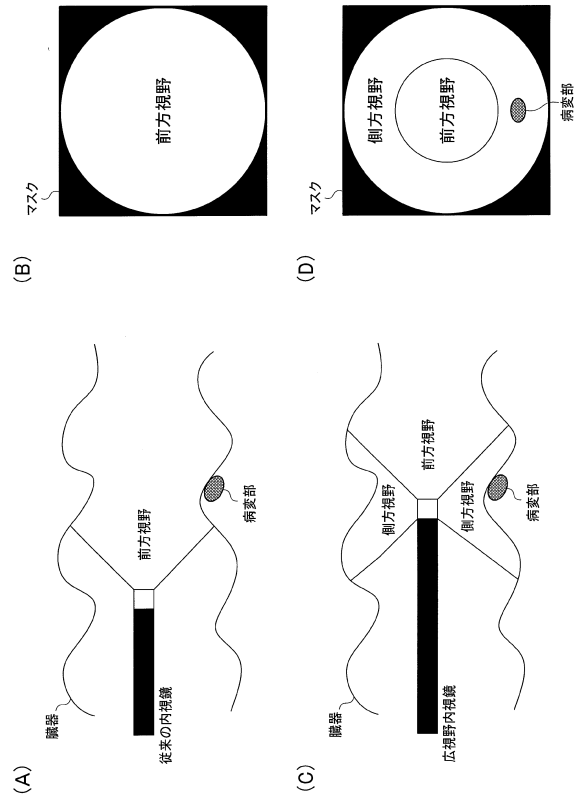 (A)
臓器
前方視野
病変部
従来の内視鏡
(B)
マスク
前方視野
(C)
臓器
側方視野
前方視野
側方視野
病変部
広視野内視鏡
(D)
マスク
側方視野
前方視野
病変部